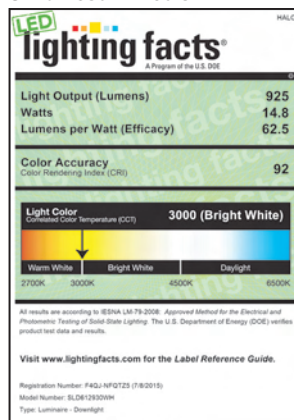 HALO
LED
lighting facts®
A Program of the U.S. DOE
Light Output (Lumens) 925
Watts 14.8
Lumens per Watt (Efficacy) 62.5
Color Accuracy
Color Rendering Index (CRI) 92
Light Color
Correlated Color Temperature (CCT) 3000 (Bright White)
Warm White Bright White Daylight
2700K 3000K 4500K 6500K
All results are according to IESNA LM-79-2008: Approved Method for the Electrical and
Photometric Testing of Solid-State Lighting. The U.S. Department of Energy (DOE) verifies
product test data and results.
Visit www.lightingfacts.com for the Label Reference Guide.
Registration Number: F4QJ-NFQTZ5 (7/8/2015)
Model Number: SLD612930WH
Type: Luminaire - Downlight